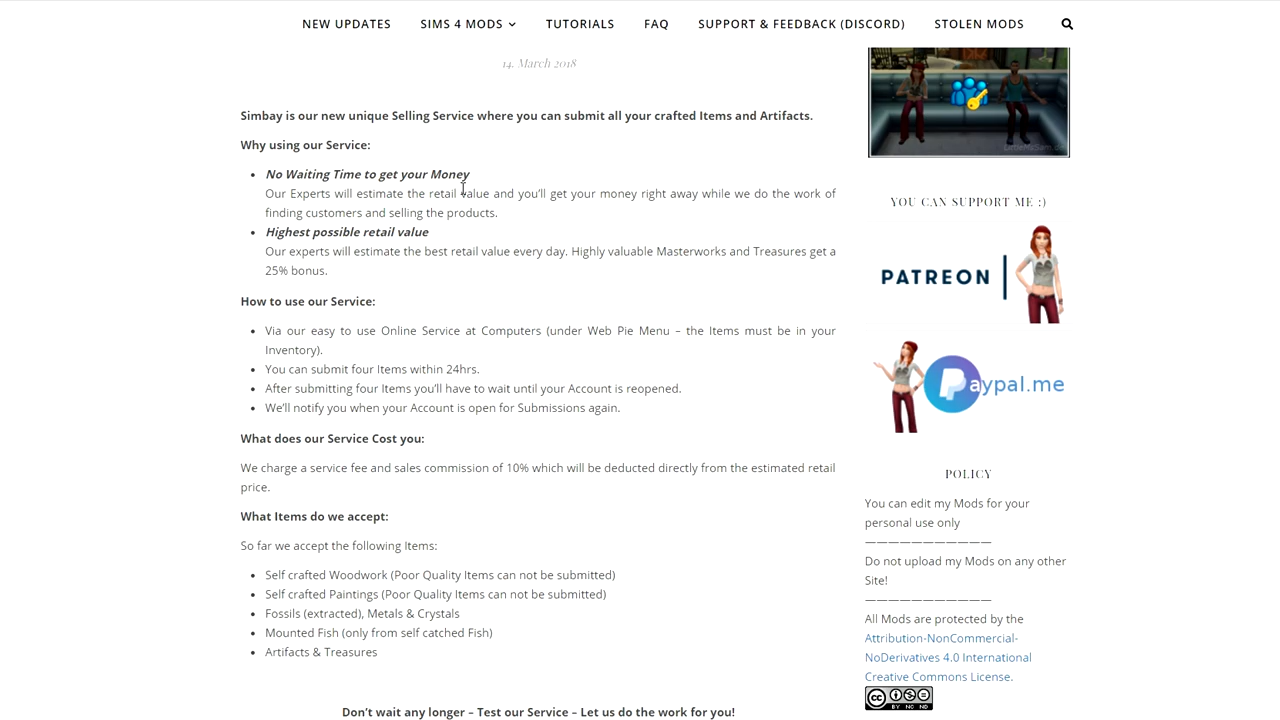 NEW UPDATES SIMS 4 MODS TUTORIALS FAQ SUPPORT & FEEDBACK (DISCORD) STOLEN MODS
14. March 2018
Simbay is our new unique Selling Service where you can submit all your crafted Items and Artifacts.
Why using our Service:
• No Waiting Time to get your Money
Our Experts will estimate the retail value and you’ll get your money right away while we do the work of
finding customers and selling the products.
• Highest possible retail value
Our experts will estimate the best retail value every day. Highly valuable Masterworks and Treasures get a
25% bonus.
How to use our Service:
• Via our easy to use Online Service at Computers (under Web Pie Menu – the Items must be in your
Inventory).
• You can submit four Items within 24hrs.
• After submitting four Items you’ll have to wait until your Account is reopened.
• We’ll notify you when your Account is open for Submissions again.
What does our Service Cost you:
We charge a service fee and sales commission of 10% which will be deducted directly from the estimated retail
price.
What Items do we accept:
So far we accept the following Items:
• Self crafted Woodwork (Poor Quality Items can not be submitted)
• Self crafted Paintings (Poor Quality Items can not be submitted)
• Fossils (extracted), Metals & Crystals
• Mounted Fish (only from self catched Fish)
• Artifacts & Treasures
Don’t wait any longer – Test our Service – Let us do the work for you!
LittleMsSam.de
YOU CAN SUPPORT ME :)
PATREON
Paypal.me
POLICY
You can edit my Mods for your
personal use only
———————————
Do not upload my Mods on any other
Site!
———————————
All Mods are protected by the
Attribution-NonCommercial-
NoDerivatives 4.0 International
Creative Commons License.
CC BY NC ND